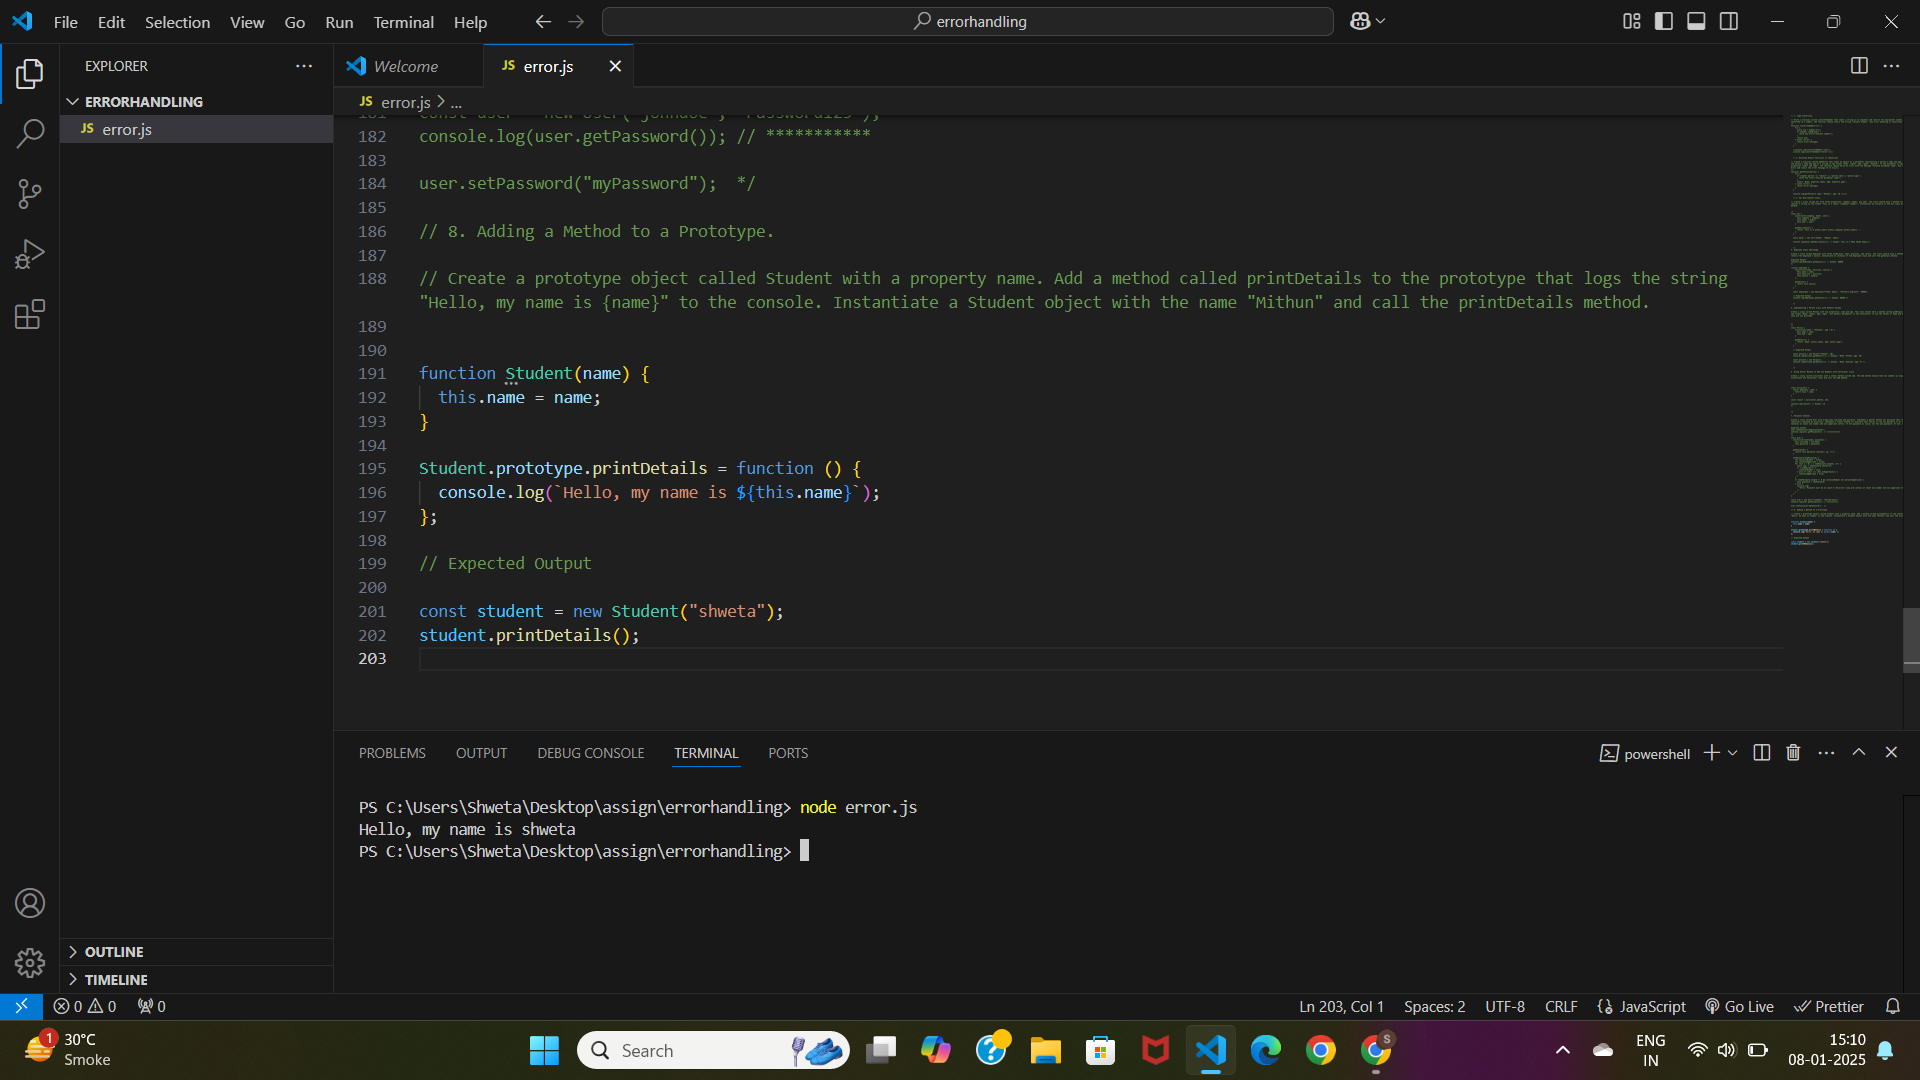 File Edit Selection View Go Run Terminal Help
errorhandling
EXPLORER
Welcome
JS error.js
ERRORHANDLING
JS error.js
JS error.js > ...
182 console.log(user.getPassword()); // ***********
183
184 user.setPassword("myPassword");  */
185
186 // 8. Adding a Method to a Prototype.
187
188 // Create a prototype object called Student with a property name. Add a method called printDetails to the prototype that logs the string
"Hello, my name is {name}" to the console. Instantiate a Student object with the name "Mithun" and call the printDetails method.
189
190
191 function Student(name) {
192   this.name = name;
193 }
194
195 Student.prototype.printDetails = function () {
196   console.log(`Hello, my name is ${this.name}`);
197 };
198
199 // Expected Output
200
201 const student = new Student("shweta");
202 student.printDetails();
203
PROBLEMS OUTPUT DEBUG CONSOLE TERMINAL PORTS
powershell
PS C:\Users\Shweta\Desktop\assign\errorhandling> node error.js
Hello, my name is shweta
PS C:\Users\Shweta\Desktop\assign\errorhandling>
OUTLINE
TIMELINE
0 0 0
Ln 203, Col 1 Spaces: 2 UTF-8 CRLF {} JavaScript Go Live Prettier
1
30°C
Smoke
Search
S
ENG
IN
15:10
08-01-2025